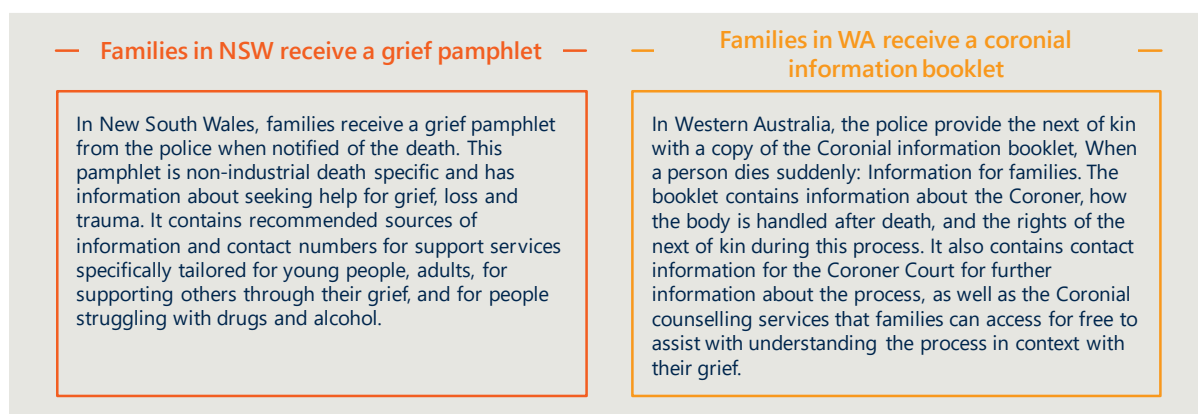 Families in NSW receive a grief pamphlet
In New South Wales, families receive a grief pamphlet
from the police when notified of the death. This
pamphlet is non-industrial death specific and has
information about seeking help for grief, loss and
trauma. It contains recommended sources of
information and contact numbers for support services
specifically tailored for young people, adults, for
supporting others through their grief, and for people
struggling with drugs and alcohol.
Families in WA receive a coronial
information booklet
In Western Australia, the police provide the next of kin
with a copy of the Coronial information booklet, When
a person dies suddenly: Information for families. The
booklet contains information about the Coroner, how
the body is handled after death, and the rights of the
next of kin during this process. It also contains contact
information for the Coroner Court for further
information about the process, as well as the Coronial
counselling services that families can access for free to
assist with understanding the process in context with
their grief.